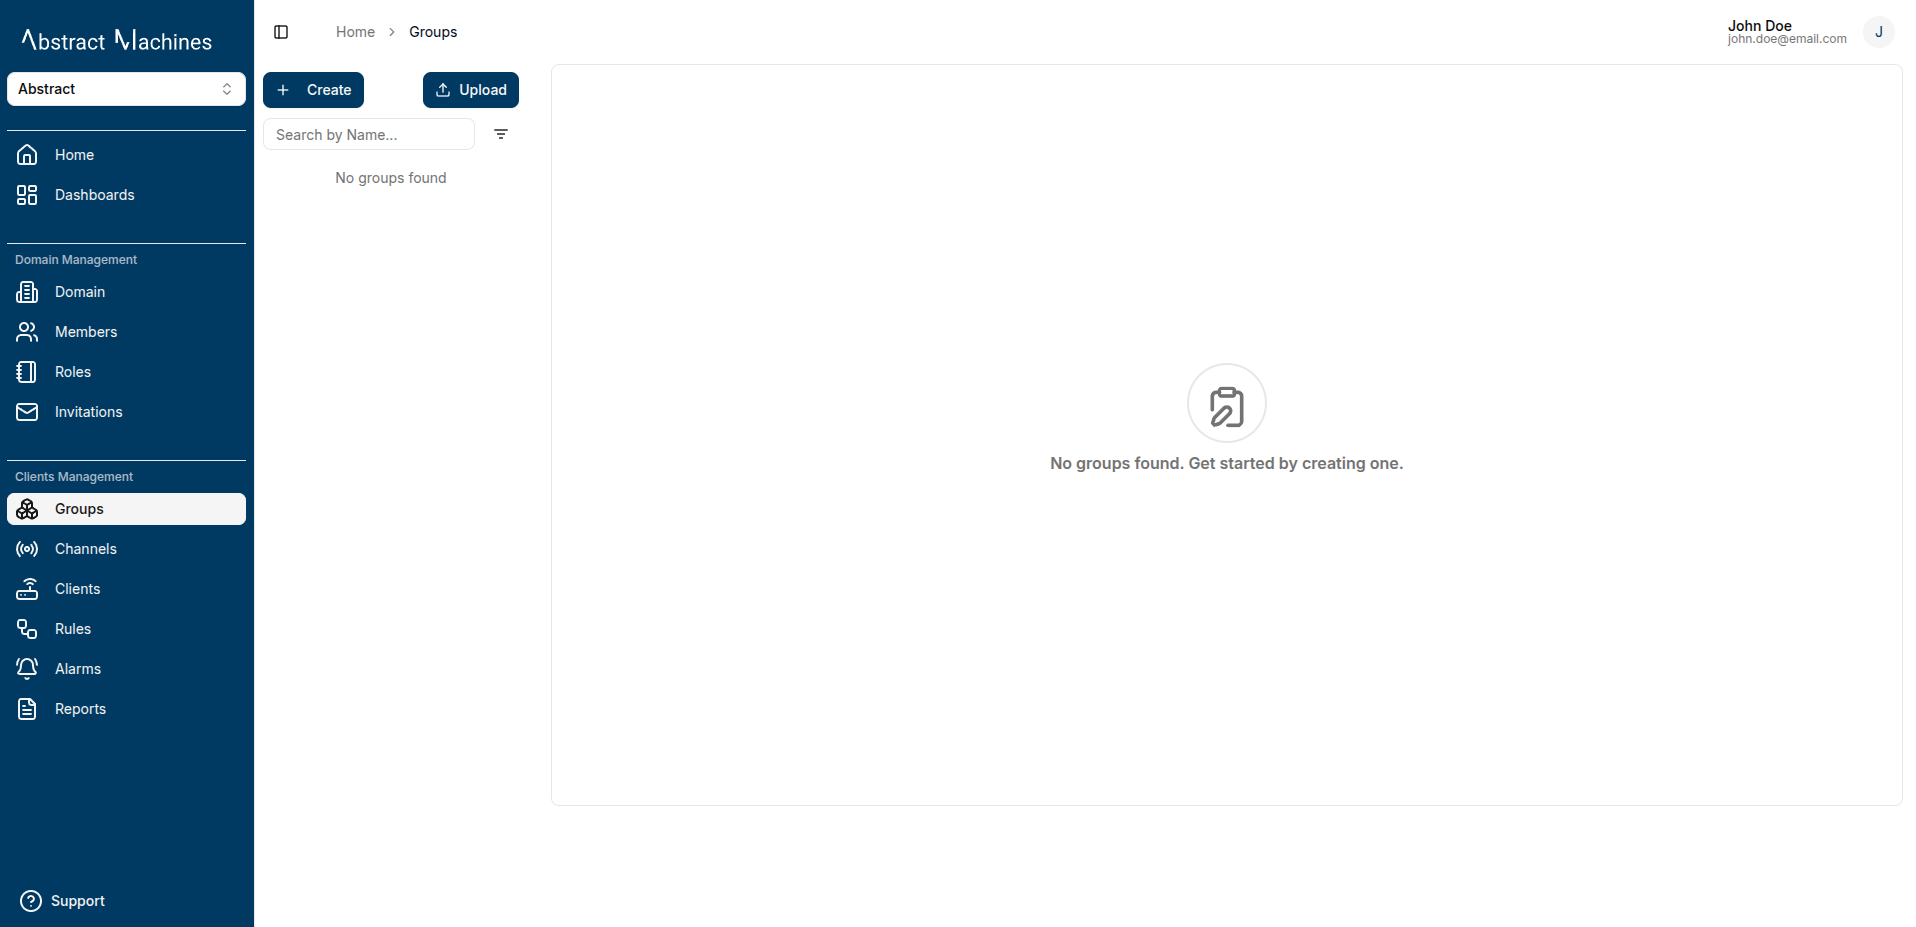 Abstract Machines
Abstract
Home
Dashboards
Domain Management
Domain
Members
Roles
Invitations
Clients Management
Groups
Channels
Clients
Rules
Alarms
Reports
Support
Home > Groups
John Doe
john.doe@email.com
J
Create
Upload
Search by Name...
No groups found
No groups found. Get started by creating one.